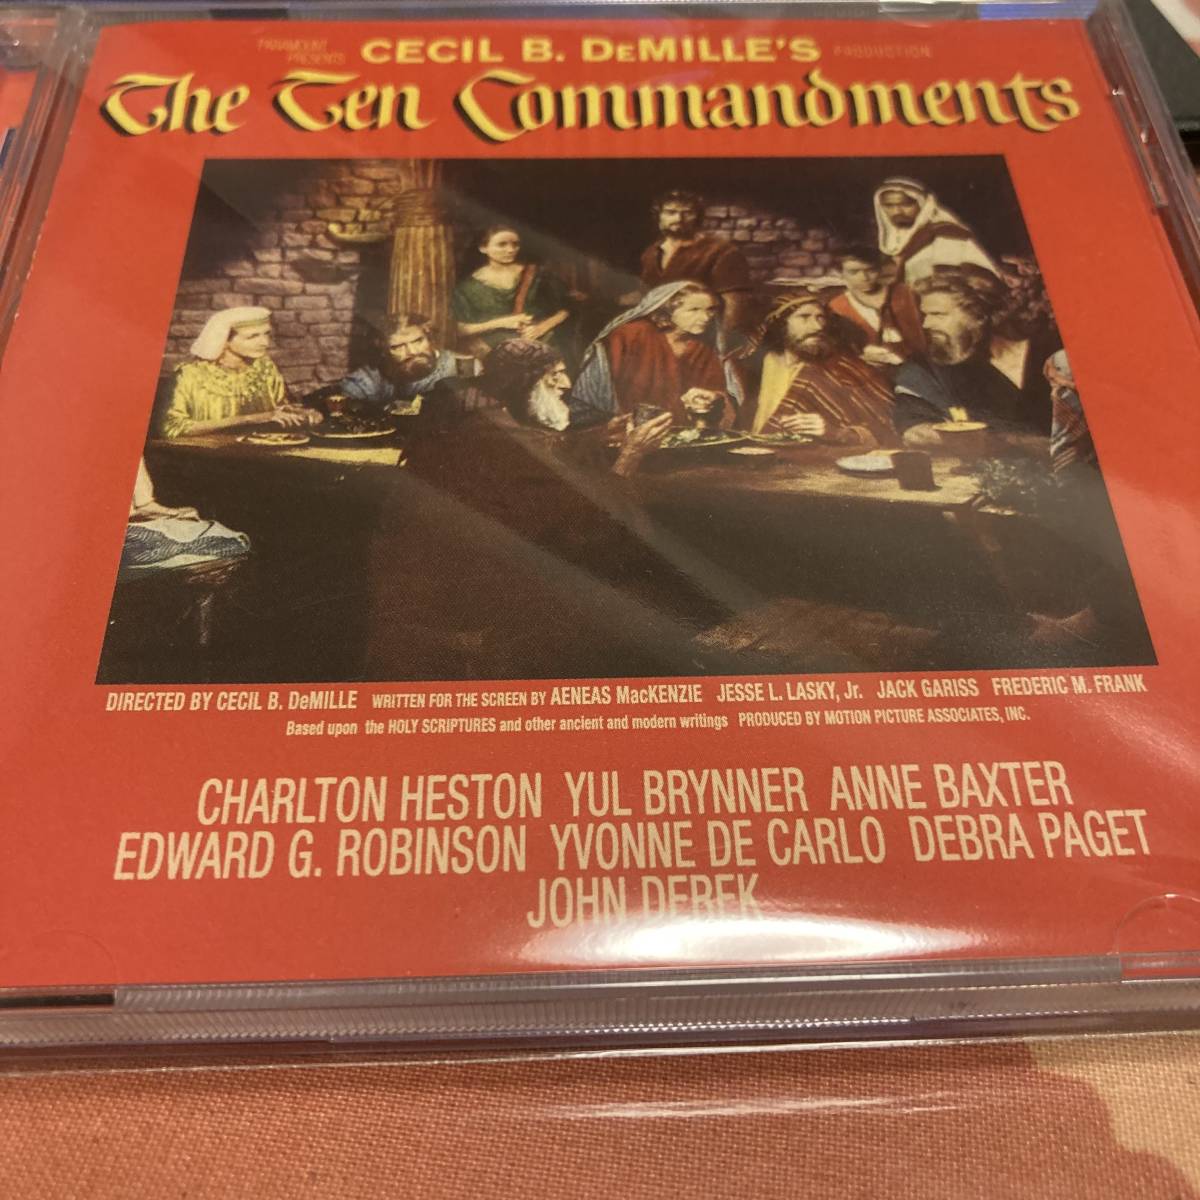 PARAMOUNT PRESENTS CECIL B. DeMILLE'S PRODUCTION
The Ten Commandments
DIRECTED BY CECIL B. DeMILLE WRITTEN FOR THE SCREEN BY AENEAS MacKENZIE JESSE L. LASKY, Jr. JACK GARISS FREDERIC M. FRANK
Based upon the HOLY SCRIPTURES and other ancient and modern writings PRODUCED BY MOTION PICTURE ASSOCIATES, INC.
CHARLTON HESTON YUL BRYNNER ANNE BAXTER
EDWARD G. ROBINSON YVONNE DE CARLO DEBRA PAGET
JOHN DEREK